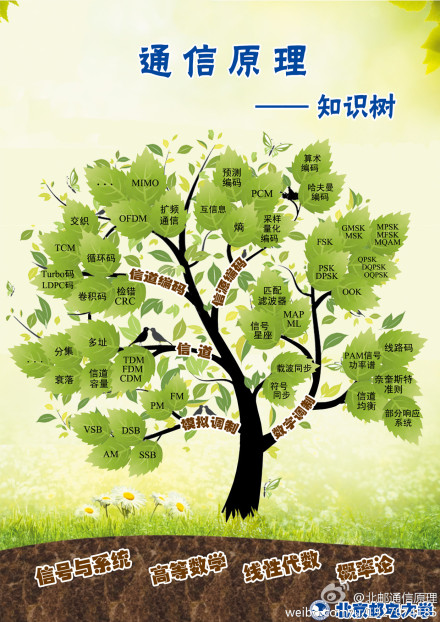 通信原理
—— 知识树
算术
编码
哈夫曼
编码
预测
编码
PCM
互信息
熵
采样
量化
编码
信源编码
...
MIMO
OFDM
扩频
通信
交织
TCM
循环码
Turbo码
LDPC码
卷积码
检错
CRC
信道编码
GMSK
MSK
MPSK
MFSK
MQAM
FSK
QPSK
DQPSK
OQPSK
PSK
DPSK
OOK
匹配
滤波器
MAP
ML
信号
星座
载波同步
符号
同步
数字调制
线路码
PAM信号
功率谱
奈奎斯特
准则
信道
均衡
部分响应
系统
...
分集
多址
衰落
信道
容量
TDM
FDM
CDM
信道
FM
PM
VSB
DSB
AM
SSB
模拟调制
信号与系统
高等数学
线性代数
概率论
@北邮通信原理
北京邮电大学